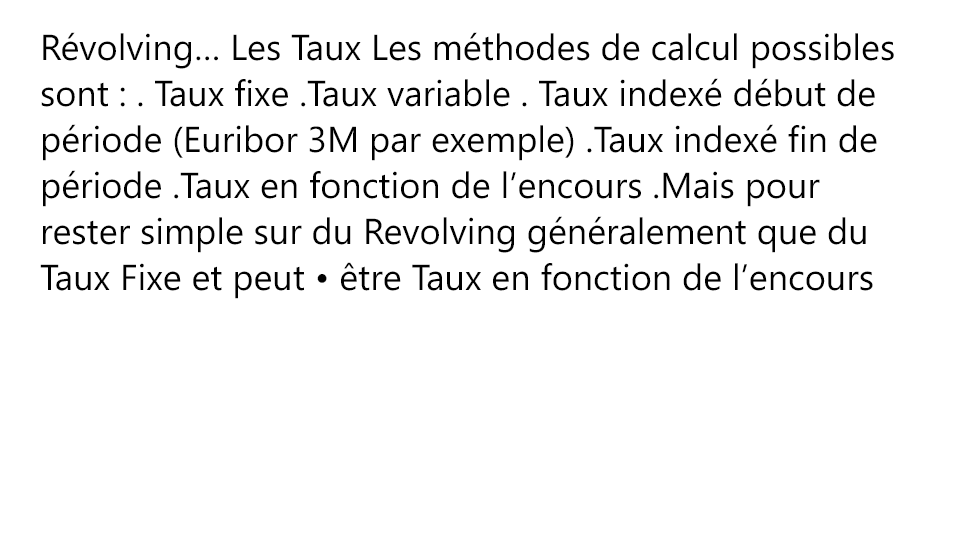 Révolving… Les Taux Les méthodes de calcul possibles
sont : . Taux fixe .Taux variable . Taux indexé début de
période (Euribor 3M par exemple) .Taux indexé fin de
période .Taux en fonction de l’encours .Mais pour
rester simple sur du Revolving généralement que du
Taux Fixe et peut • être Taux en fonction de l’encours